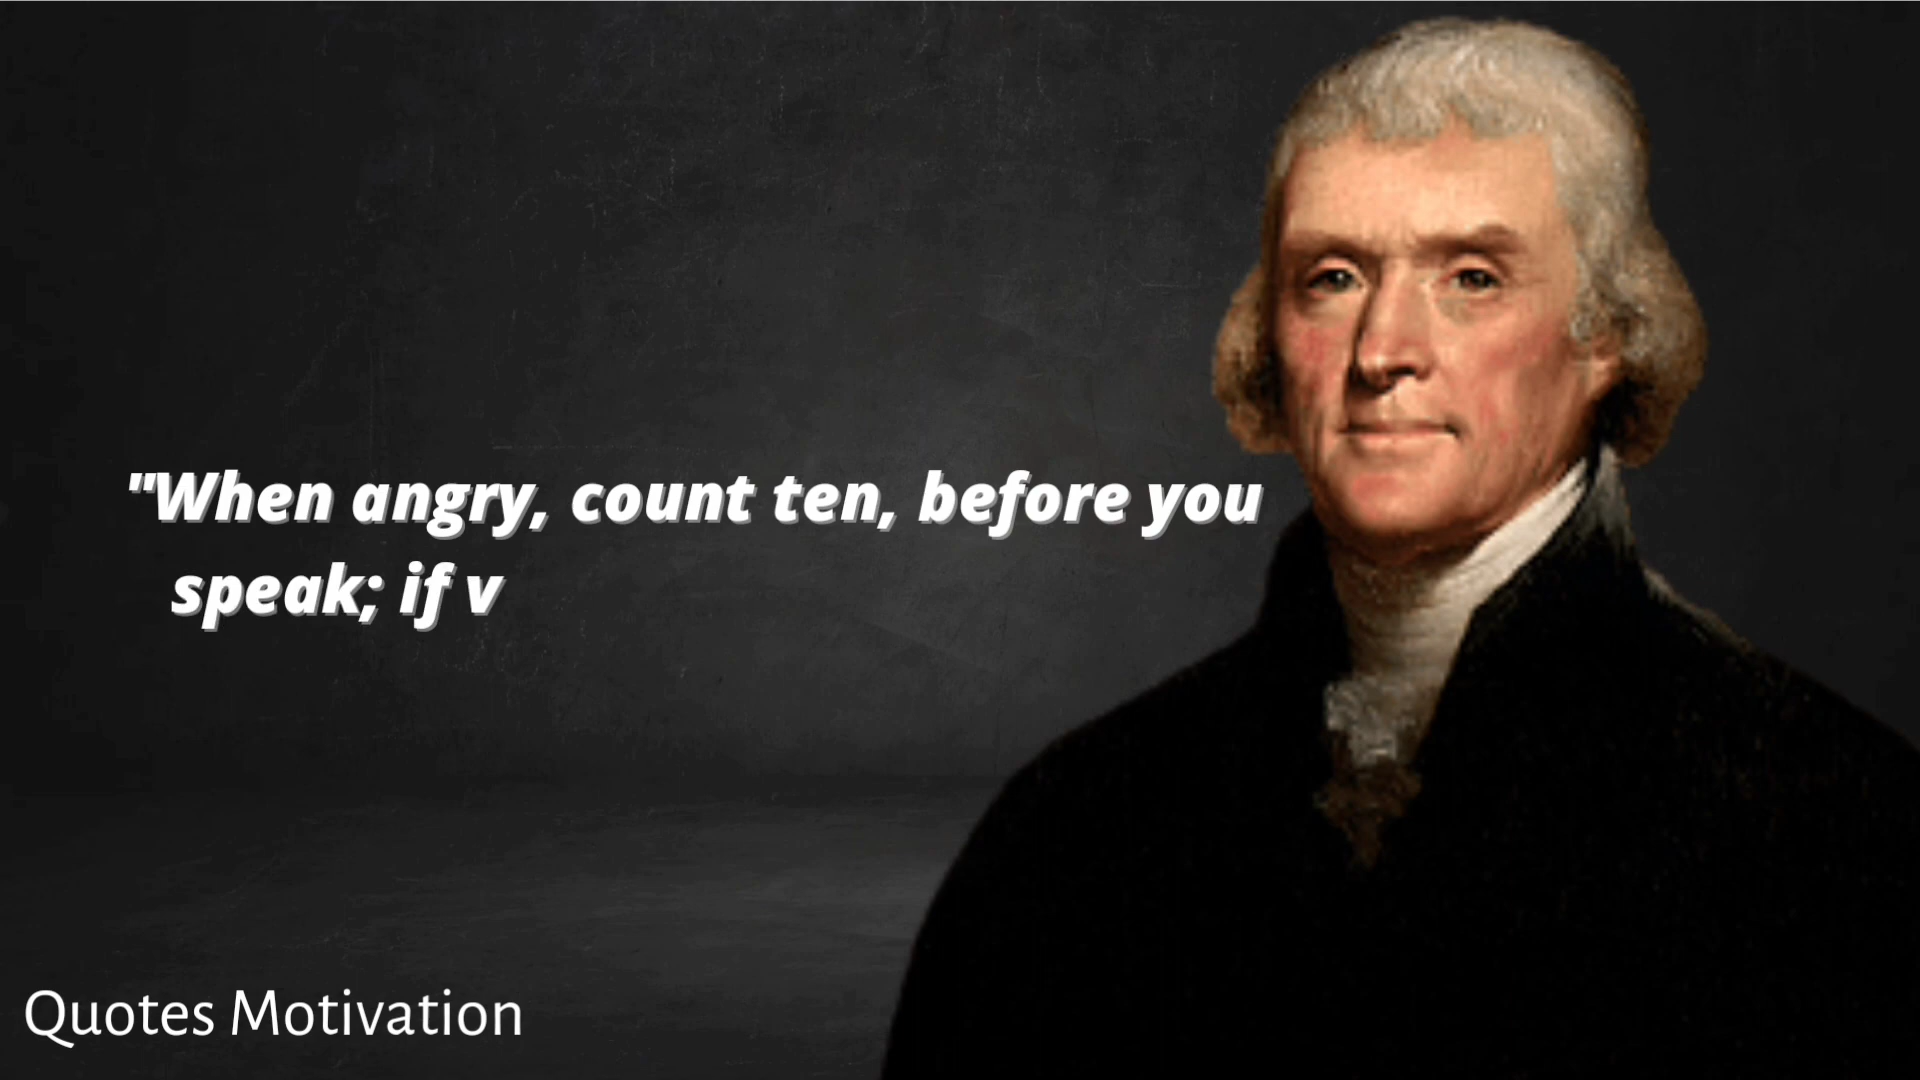 "When angry, count ten, before you
speak; if v
Quotes Motivation